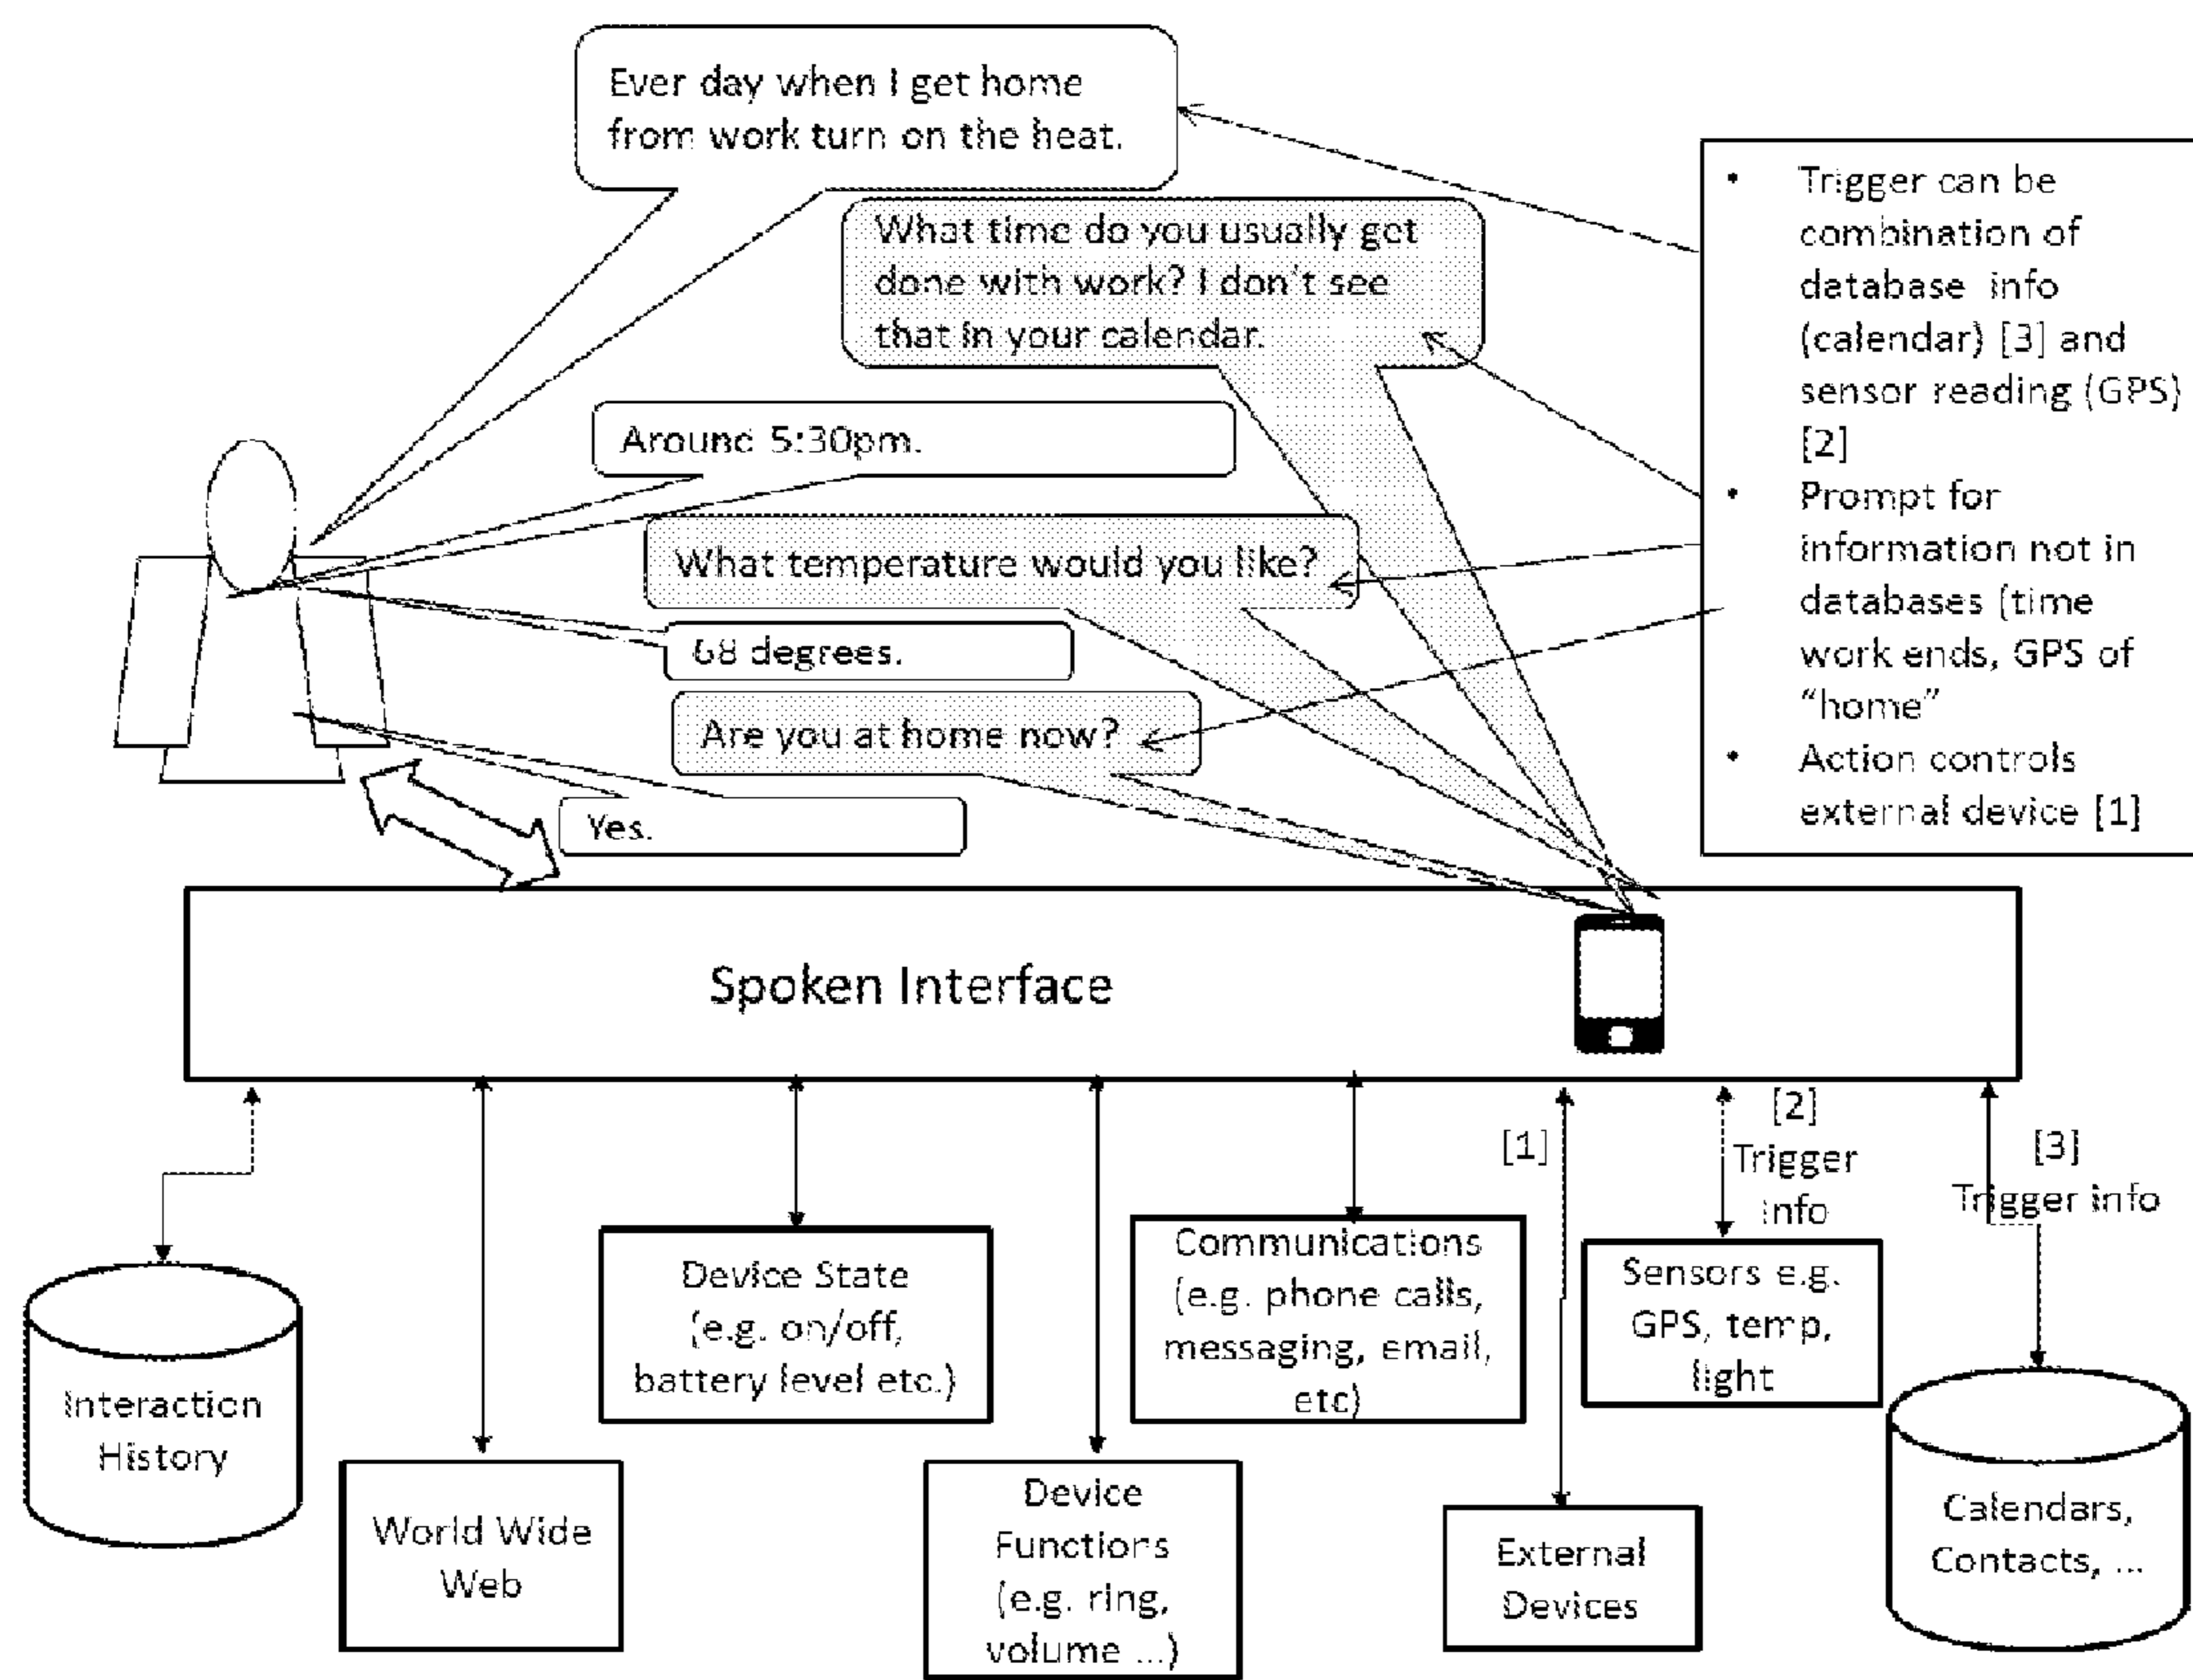 Ever day when I get home
from work turn on the heat.
What time do you usually get
done with work? I don't see
that in your calendar.
Around 5:30pm.
What temperature would you like?
68 degrees.
Are you at home now?
Yes.
• Trigger can be
combination of
database info
(calendar) [3] and
sensor reading (GPS)
[2]
• Prompt for
information not in
databases (time
work ends, GPS of
“home”
• Action controls
external device [1]
Spoken Interface
[1]
[2]
Trigger
info
[3]
Trigger info
Interaction
History
World Wide
Web
Device State
(e.g. on/off,
battery level etc.)
Device
Functions
(e.g. ring,
volume ...)
Communications
(e.g. phone calls,
messaging, email,
etc)
External
Devices
Sensors e.g.
GPS, temp,
light
Calendars,
Contacts, ...